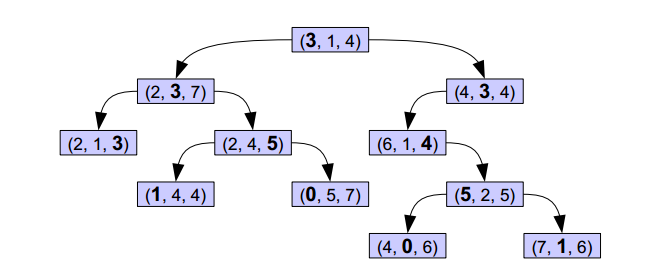 (3, 1, 4)
(2, 3, 7)
(4, 3, 4)
(2, 1, 3)
(2, 4, 5)
(6, 1, 4)
(1, 4, 4)
(0, 5, 7)
(5, 2, 5)
(4, 0, 6)
(7, 1, 6)